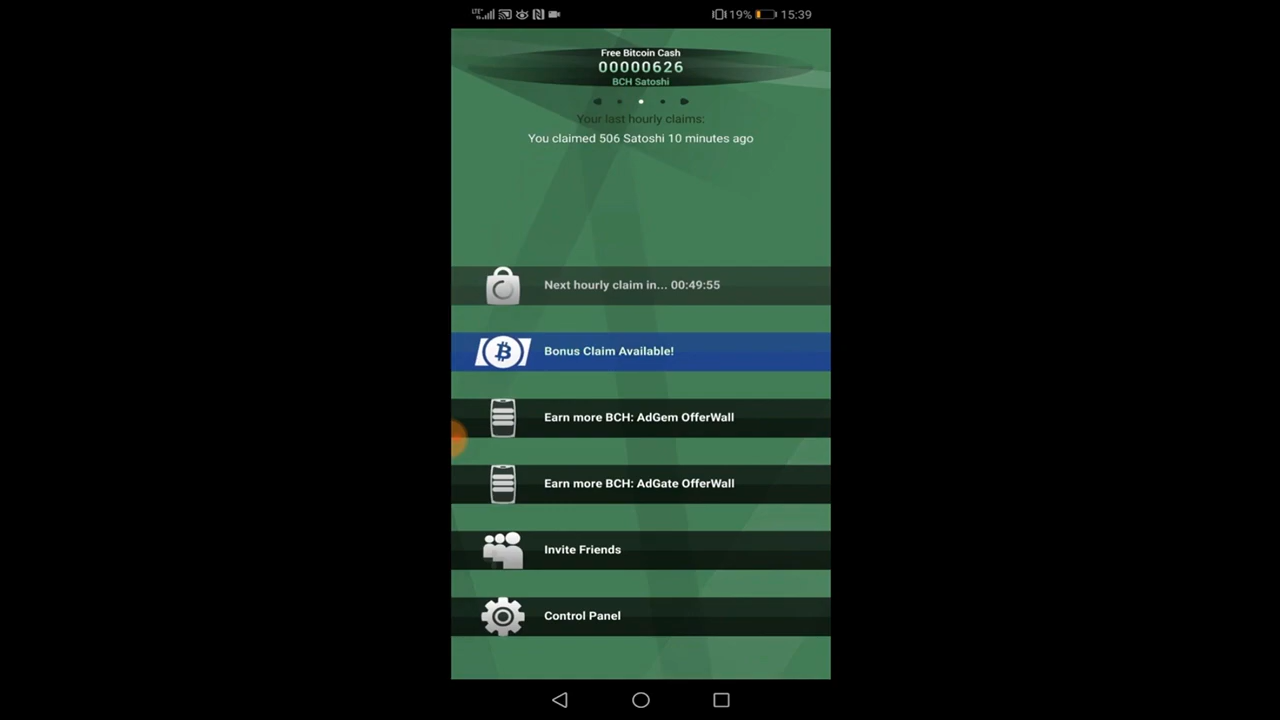 19% 15:39
Free Bitcoin Cash
00000626
BCH Satoshi
Your last hourly claims:
You claimed 506 Satoshi 10 minutes ago
Next hourly claim in... 00:49:55
Bonus Claim Available!
Earn more BCH: AdGem OfferWall
Earn more BCH: AdGate OfferWall
Invite Friends
Control Panel